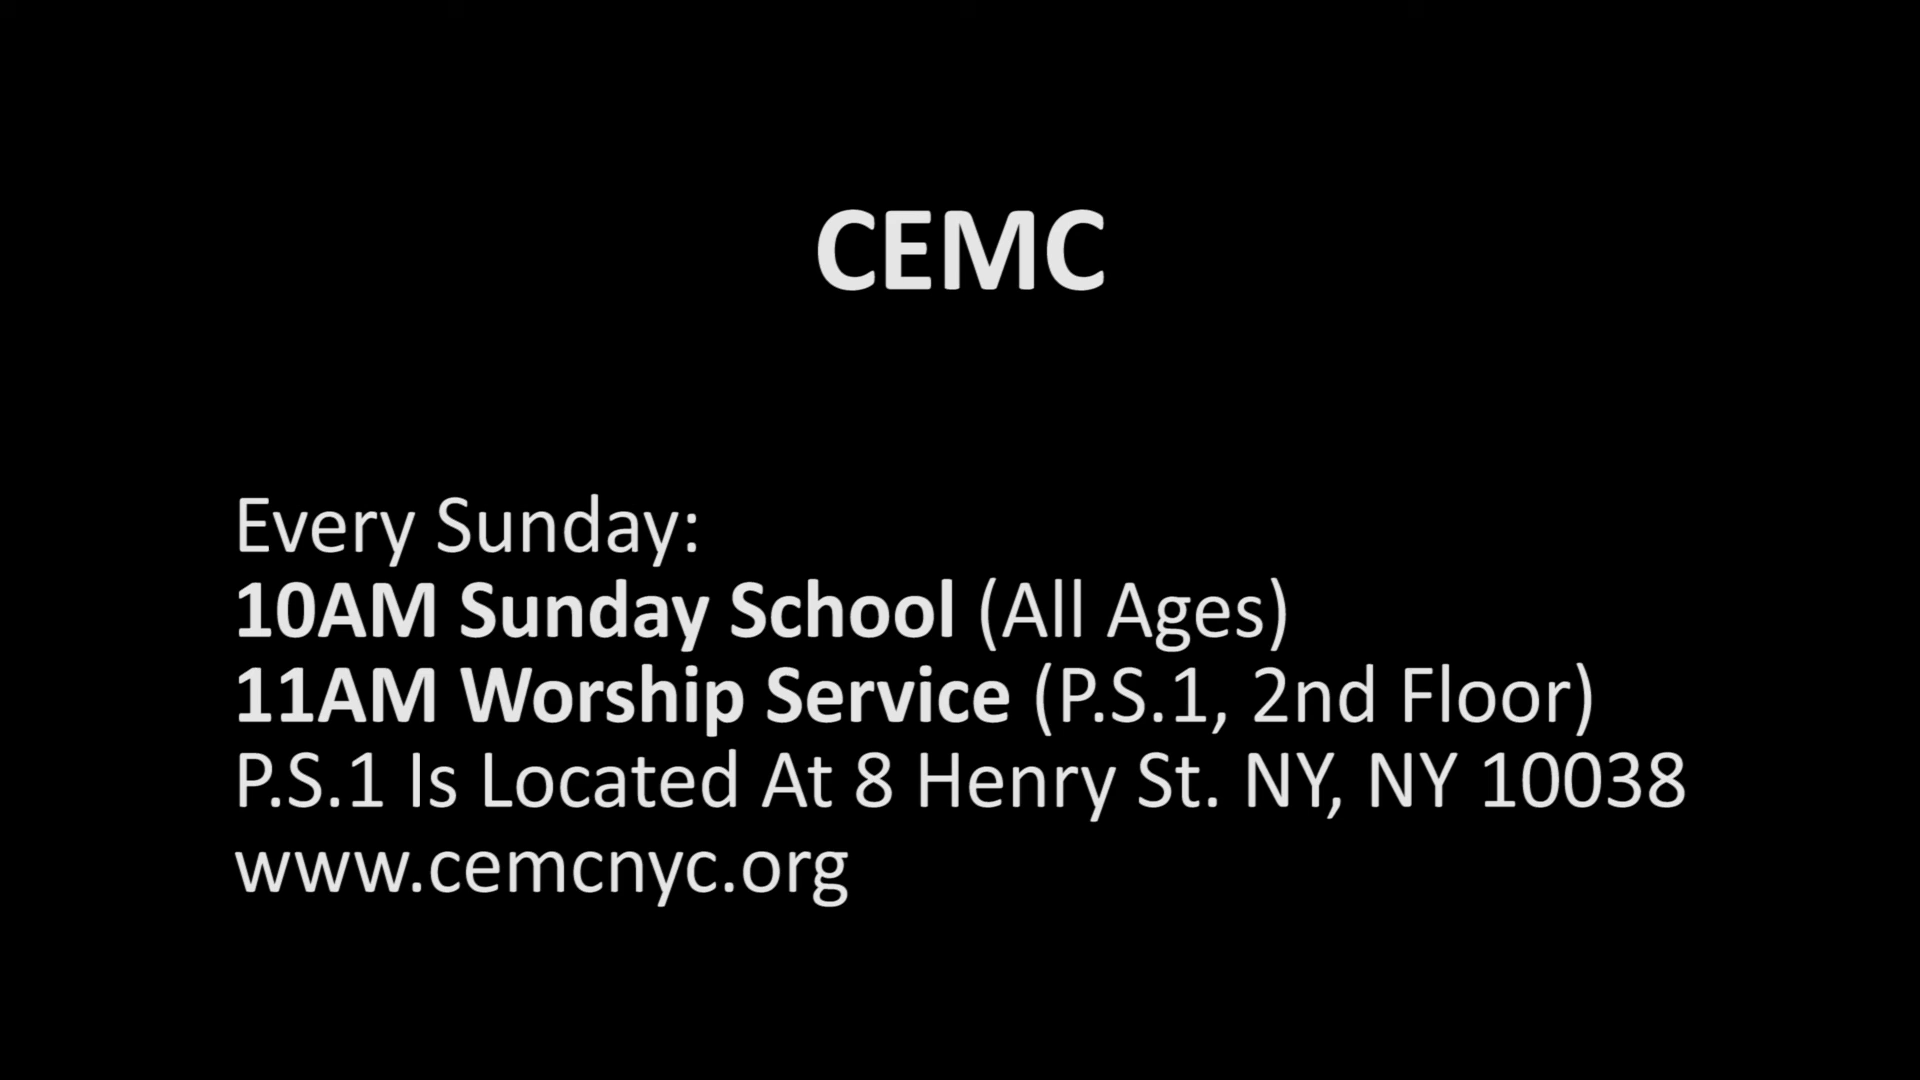 CEMC
Every Sunday:
10AM Sunday School (All Ages)
11AM Worship Service (P.S.1, 2nd Floor)
P.S.1 Is Located At 8 Henry St. NY, NY 10038
www.cemcnyc.org